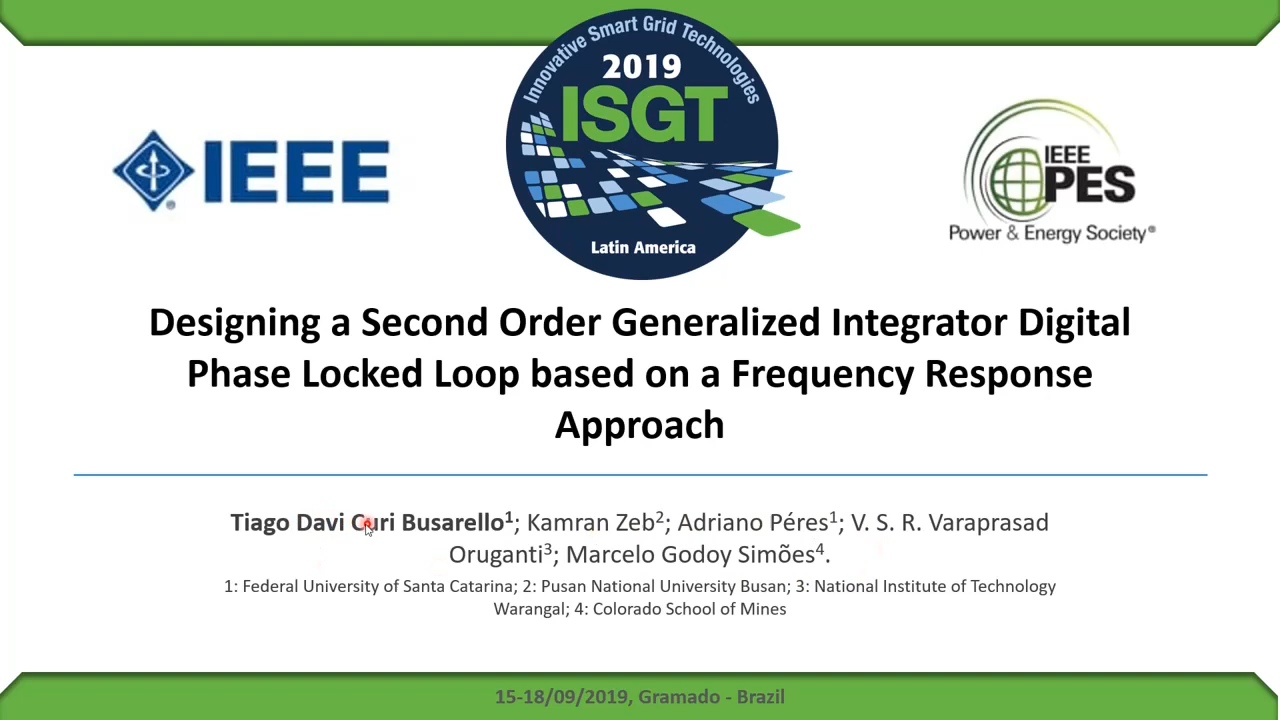 Innovative Smart Grid Technologies
2019
ISGT
Latin America
IEEE
®
IEEE
PES
Power & Energy Society®
Designing a Second Order Generalized Integrator Digital
Phase Locked Loop based on a Frequency Response
Approach
Tiago Davi Curi Busarello¹; Kamran Zeb²; Adriano Péres¹; V. S. R. Varaprasad
Oruganti³; Marcelo Godoy Simões⁴.
1: Federal University of Santa Catarina; 2: Pusan National University Busan; 3: National Institute of Technology
Warangal; 4: Colorado School of Mines
15-18/09/2019, Gramado - Brazil